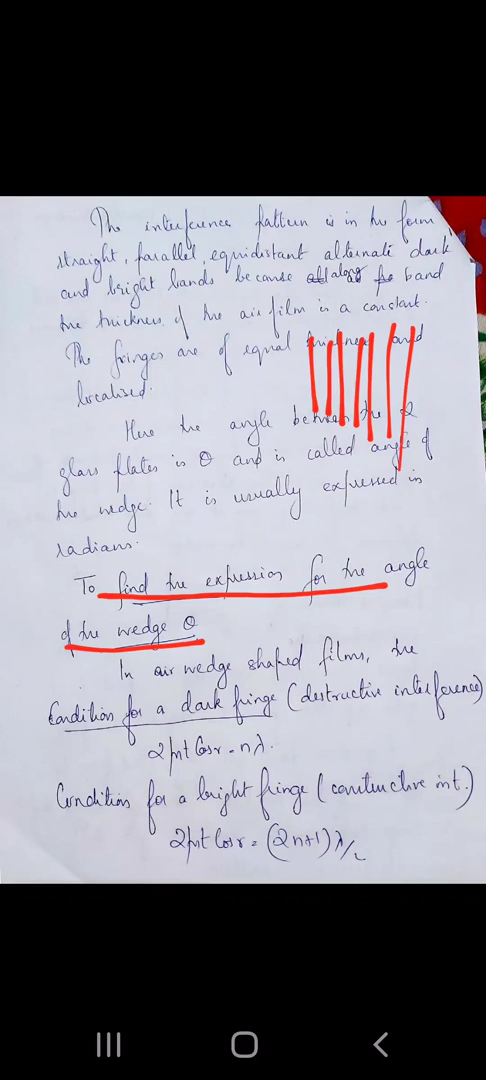 The interference pattern is in the form
straight, parallel, equidistant alternate dark
and bright bands because along a band
the thickness of the air film is a constant.
The fringes are of equal thickness and
localised.
Here the angle between the 2
glass plates is θ and is called angle of
the wedge. It is usually expressed in
radians.
To find the expression for the angle
of the wedge θ
In air wedge shaped films, the
Condition for a dark fringe (destructive interference)
2μt Cosr = nλ.
Condition for a bright fringe (constructive int.)
2μt Cosr = (2n+1)λ/2